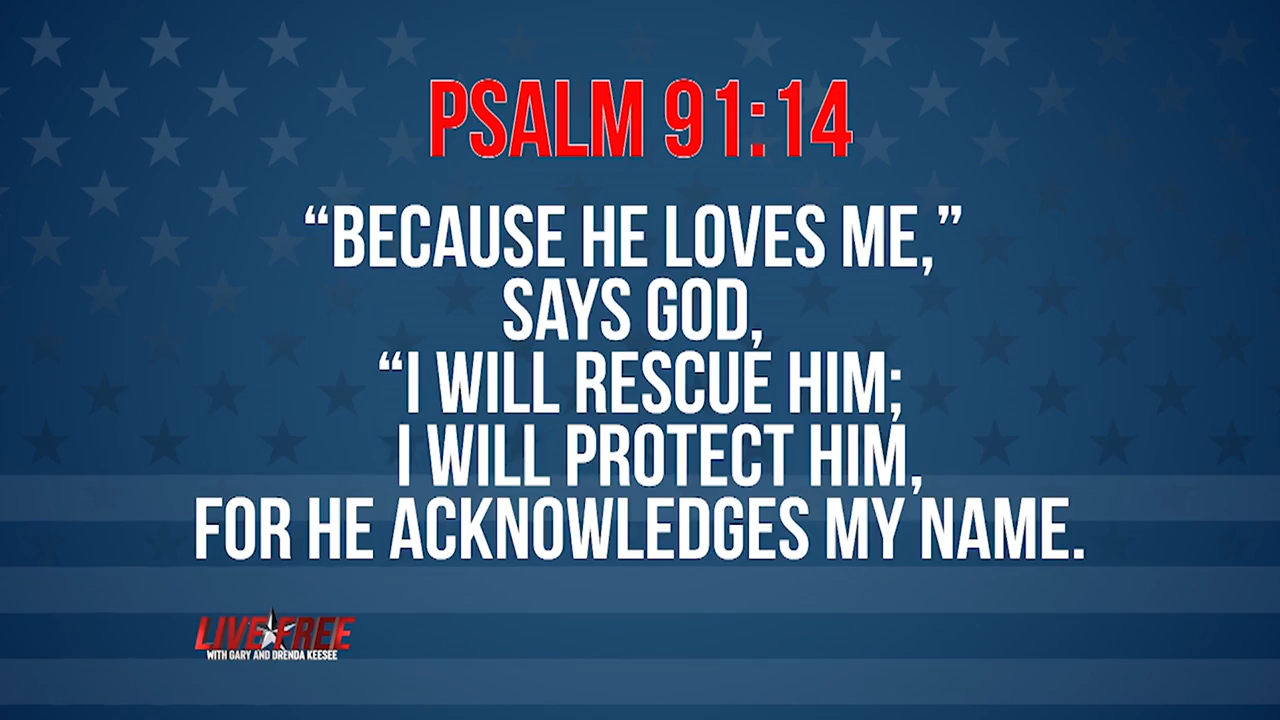 PSALM 91:14
“BECAUSE HE LOVES ME,”
SAYS GOD,
“I WILL RESCUE HIM;
I WILL PROTECT HIM,
FOR HE ACKNOWLEDGES MY NAME.
LIVE FREE
WITH GARY AND DRENDA KEESEE